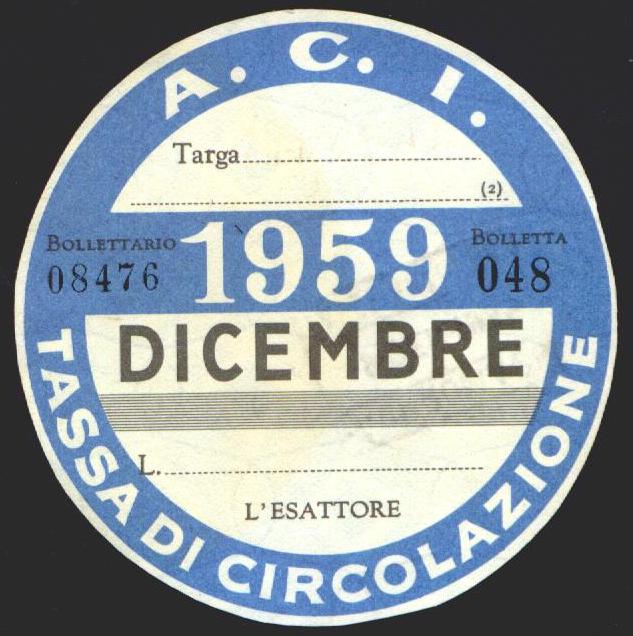 A. C. I.
Targa
(2)
BOLLETTARIO
08476
1959
BOLLETTA
048
DICEMBRE
L.
L'ESATTORE
TASSA DI CIRCOLAZIONE